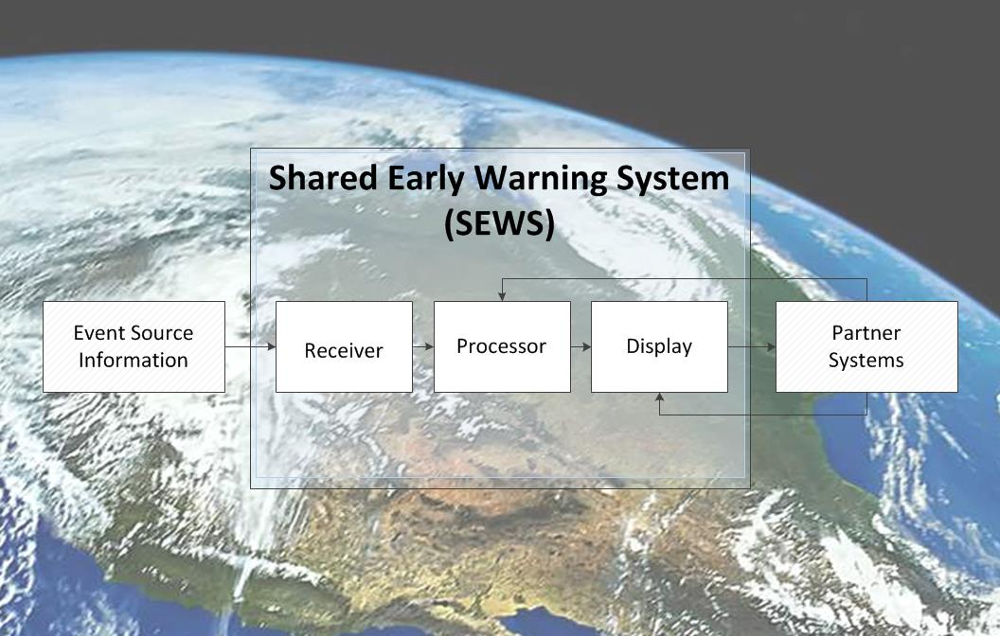 Shared Early Warning System
(SEWS)
Event Source
Information
Receiver
Processor
Display
Partner
Systems